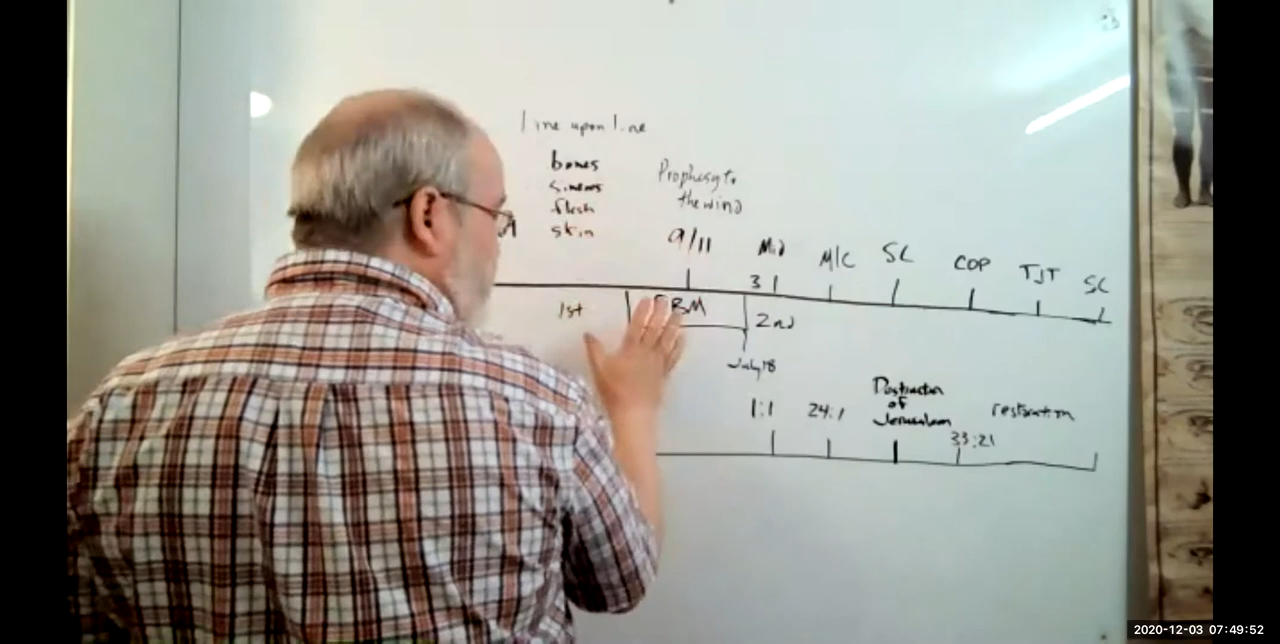 line upon line
bones
sinews
flesh
skin
Prophesy to
the wind
9/11
Mid
M/C
SC
COP
TJT
SC
3
1st
2nd
July 18
1:1
24:1
Destruction
of
Jerusalem
33:21
restoration
2020-12-03 07:49:52